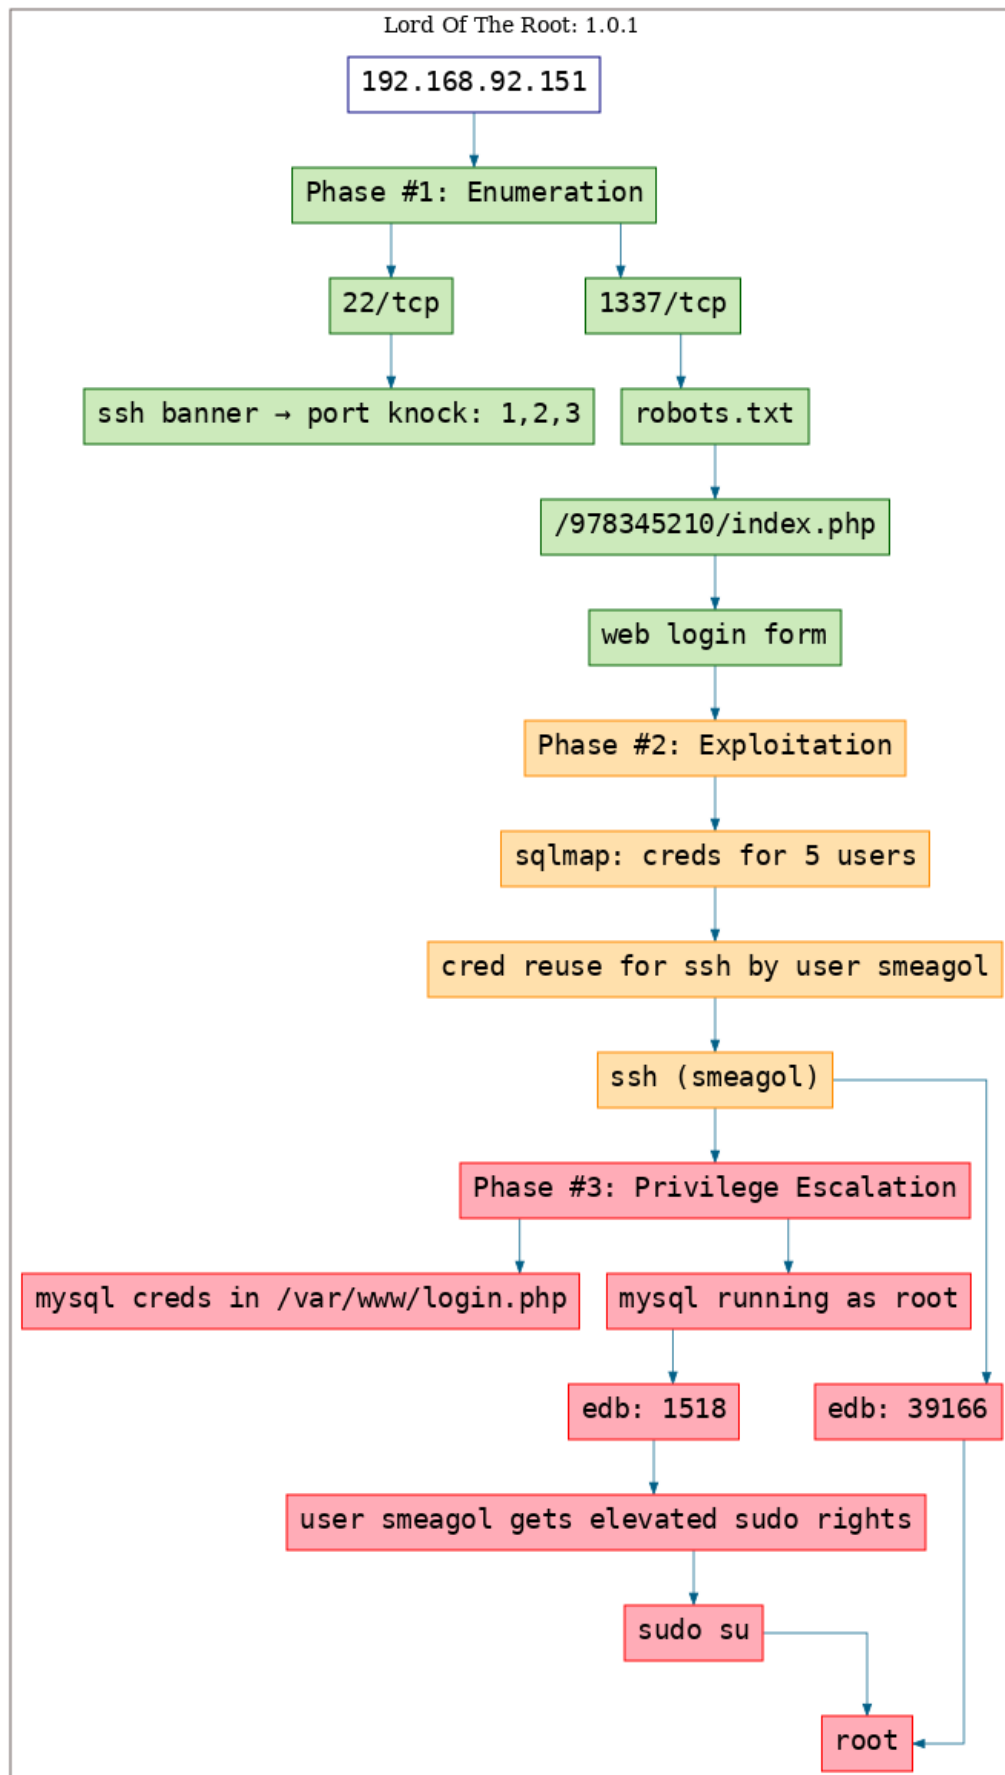 Lord Of The Root: 1.0.1
192.168.92.151
Phase #1: Enumeration
22/tcp
1337/tcp
ssh banner → port knock: 1,2,3
robots.txt
/978345210/index.php
web login form
Phase #2: Exploitation
sqlmap: creds for 5 users
cred reuse for ssh by user smeagol
ssh (smeagol)
Phase #3: Privilege Escalation
mysql creds in /var/www/login.php
mysql running as root
edb: 1518
edb: 39166
user smeagol gets elevated sudo rights
sudo su
root